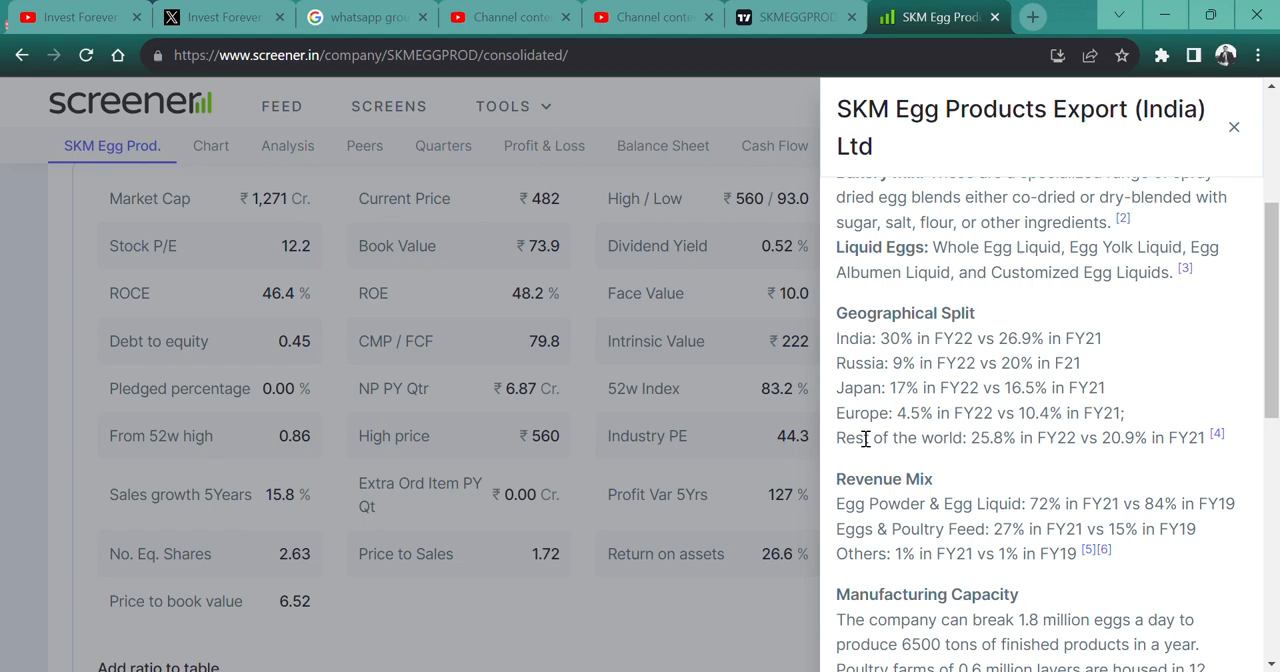 Invest Forever
Invest Forever
whatsapp grou
Channel conte
Channel conte
SKMEGGPROD
SKM Egg Prod
https://www.screener.in/company/SKMEGGPROD/consolidated/
screener
FEED
SCREENS
TOOLS
SKM Egg Prod.
Chart
Analysis
Peers
Quarters
Profit & Loss
Balance Sheet
Cash Flow
Market Cap ₹ 1,271 Cr.
Current Price ₹ 482
High / Low ₹ 560 / 93.0
Stock P/E 12.2
Book Value ₹ 73.9
Dividend Yield 0.52 %
ROCE 46.4 %
ROE 48.2 %
Face Value ₹ 10.0
Debt to equity 0.45
CMP / FCF 79.8
Intrinsic Value ₹ 222
Pledged percentage 0.00 %
NP PY Qtr ₹ 6.87 Cr.
52w Index 83.2 %
From 52w high 0.86
High price ₹ 560
Industry PE 44.3
Sales growth 5Years 15.8 %
Extra Ord Item PY
Qt
₹ 0.00 Cr.
Profit Var 5Yrs 127 %
No. Eq. Shares 2.63
Price to Sales 1.72
Return on assets 26.6 %
Price to book value 6.52
Add ratio to table
SKM Egg Products Export (India)
Ltd
dried egg blends either co-dried or dry-blended with
sugar, salt, flour, or other ingredients. [2]
Liquid Eggs: Whole Egg Liquid, Egg Yolk Liquid, Egg
Albumen Liquid, and Customized Egg Liquids. [3]
Geographical Split
India: 30% in FY22 vs 26.9% in FY21
Russia: 9% in FY22 vs 20% in F21
Japan: 17% in FY22 vs 16.5% in FY21
Europe: 4.5% in FY22 vs 10.4% in FY21;
Rest of the world: 25.8% in FY22 vs 20.9% in FY21 [4]
Revenue Mix
Egg Powder & Egg Liquid: 72% in FY21 vs 84% in FY19
Eggs & Poultry Feed: 27% in FY21 vs 15% in FY19
Others: 1% in FY21 vs 1% in FY19 [5][6]
Manufacturing Capacity
The company can break 1.8 million eggs a day to
produce 6500 tons of finished products in a year.
Poultry farms of 0.6 million layers are housed in 12